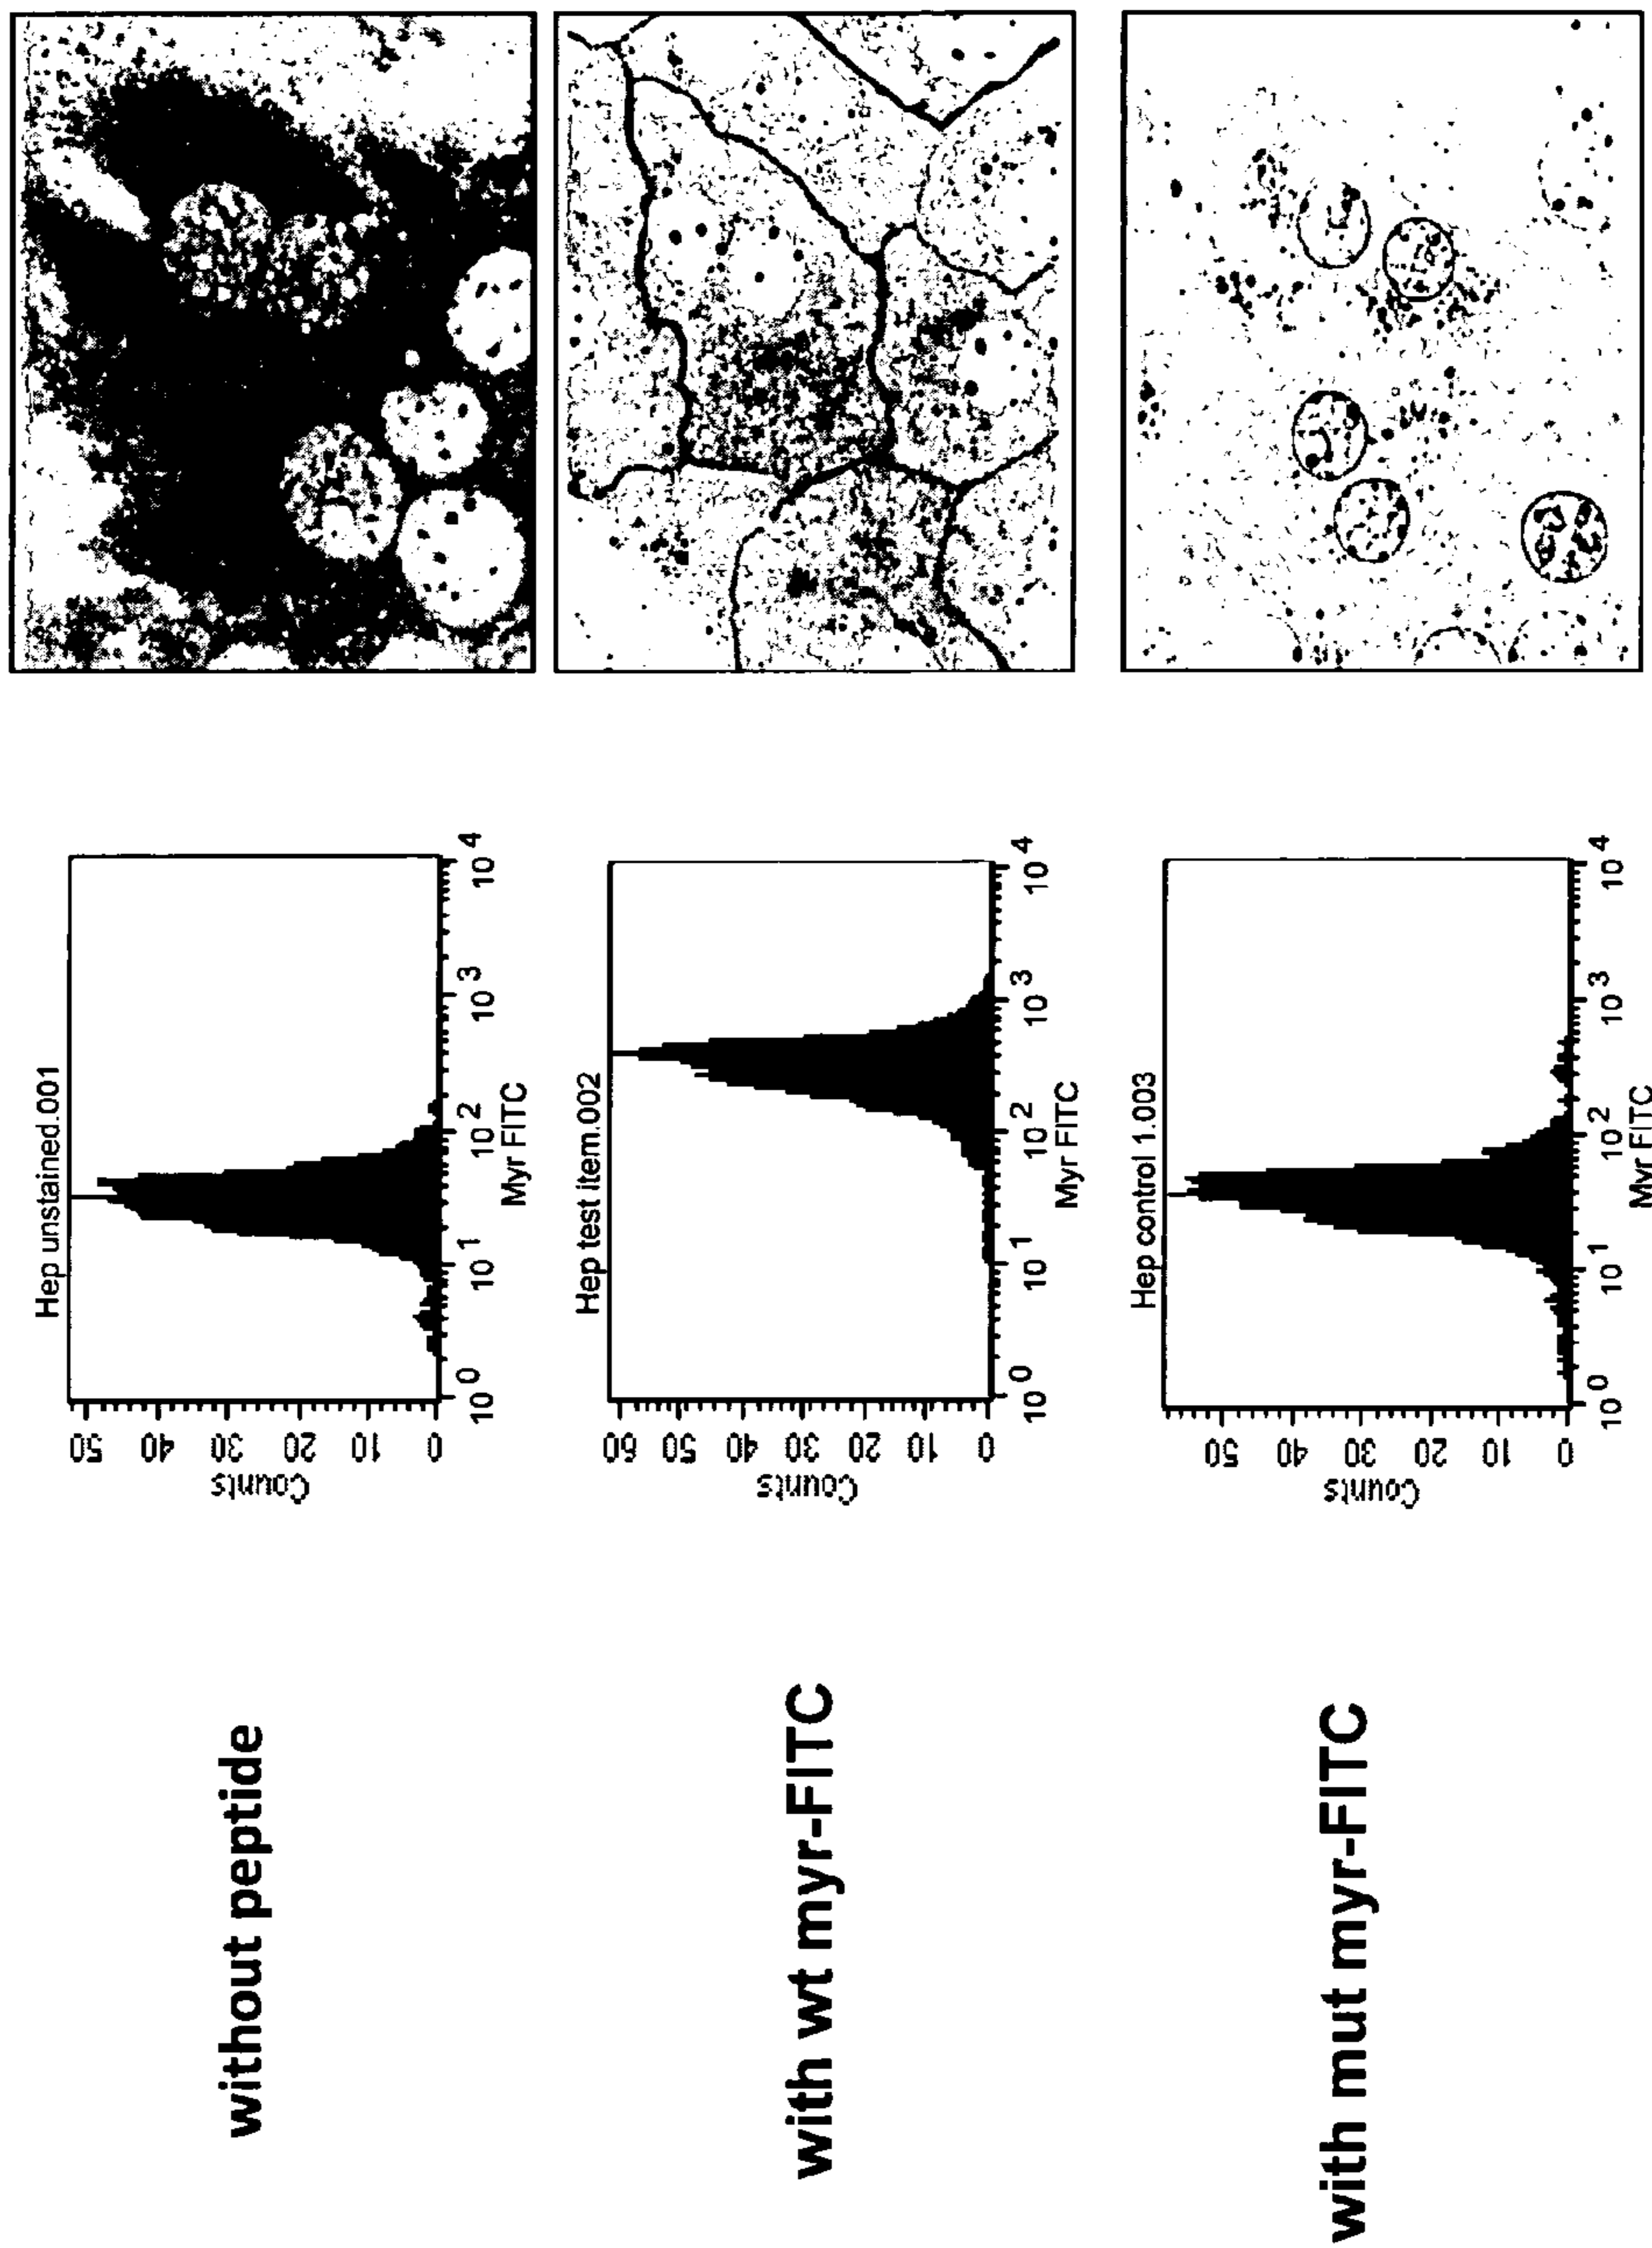 without peptide
Hep unstained.001
Counts
50
40
30
20
10
0
10^0 10^1 10^2 10^3 10^4
Myr FITC
with wt myr-FITC
Hep test item.002
Counts
60
50
40
30
20
10
0
10^0 10^1 10^2 10^3 10^4
Myr FITC
with mut myr-FITC
Hep control 1.003
Counts
50
40
30
20
10
0
10^0 10^1 10^2 10^3 10^4
Myr FITC